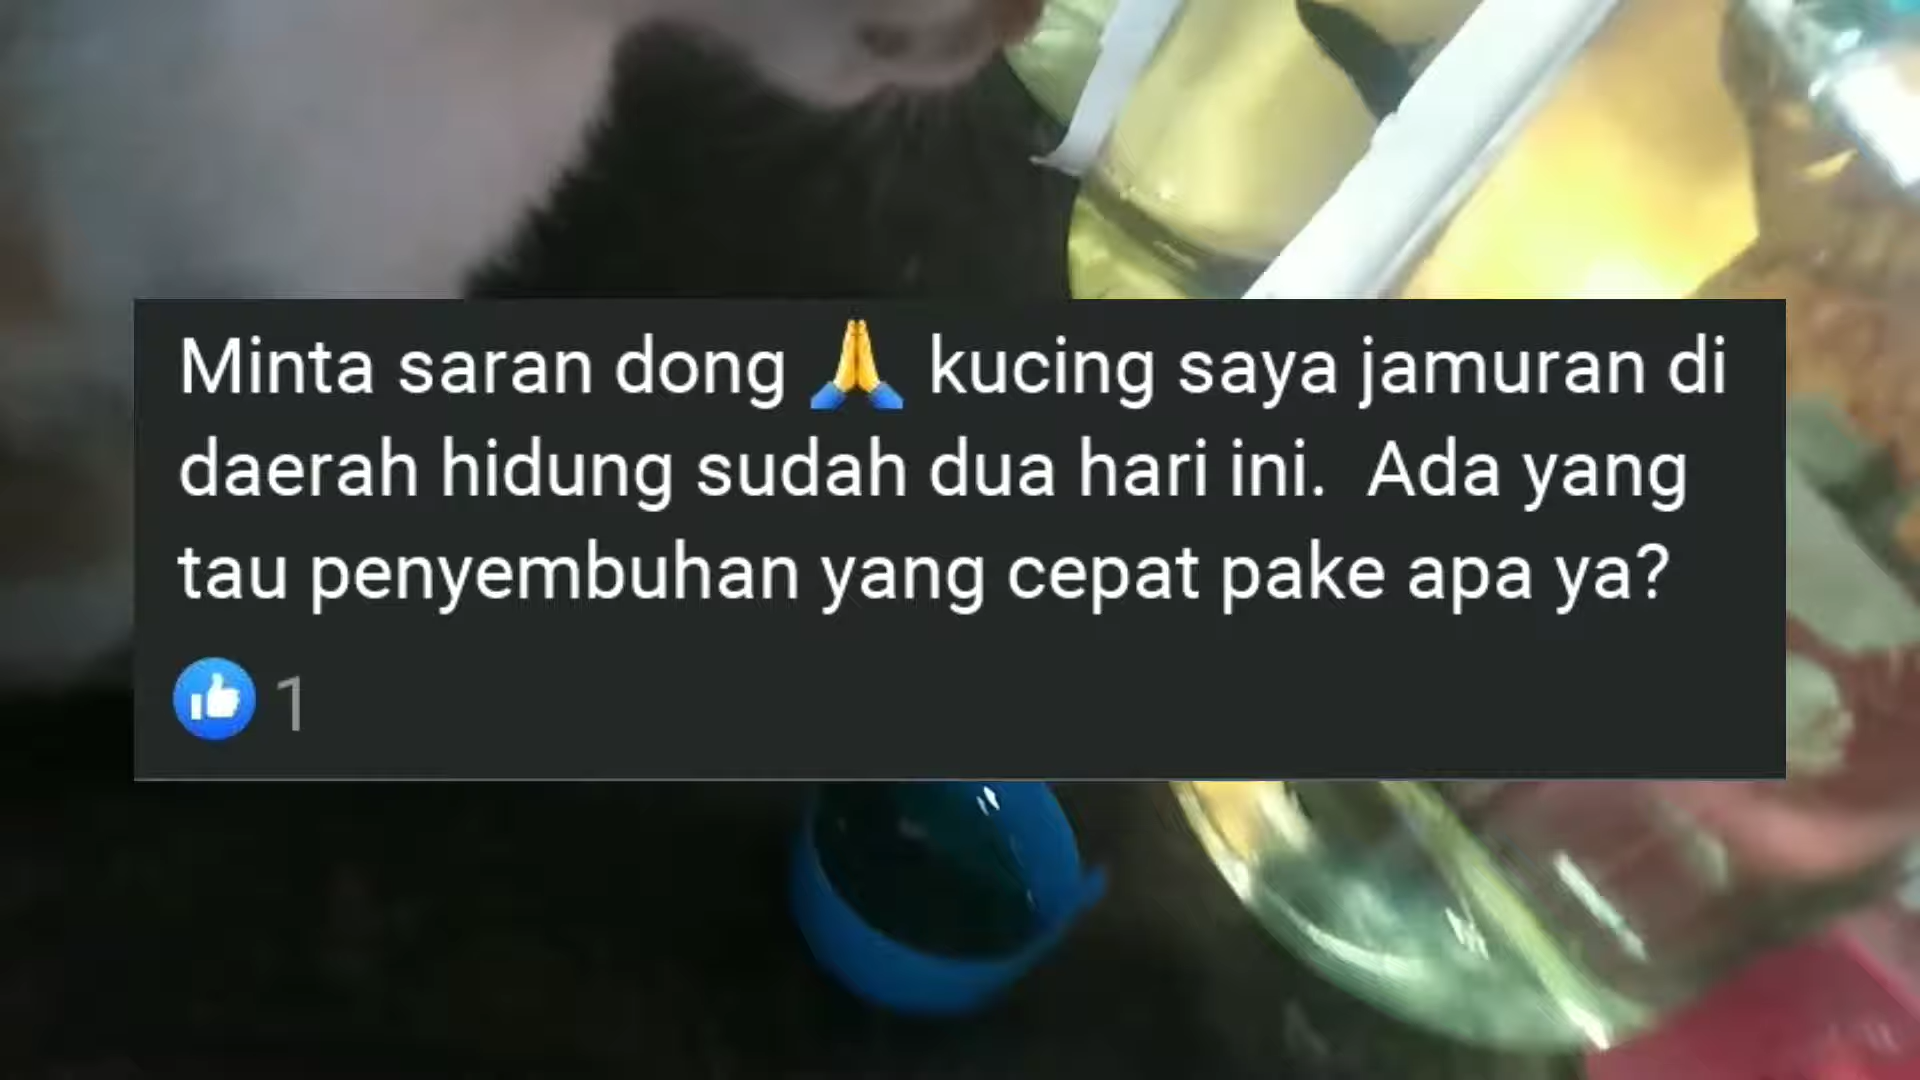 Minta saran dong 🙏 kucing saya jamuran di
daerah hidung sudah dua hari ini. Ada yang
tau penyembuhan yang cepat pake apa ya?
1